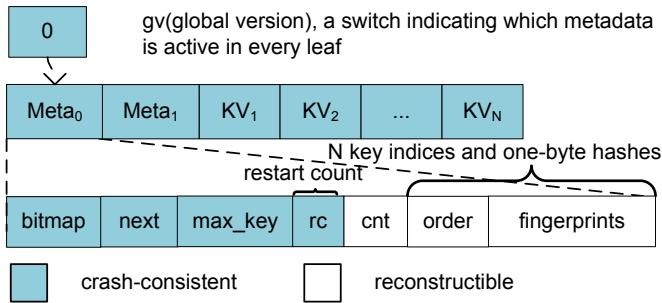 0
gv(global version), a switch indicating which metadata
is active in every leaf
Meta0 Meta1 KV1 KV2 ... KVN
N key indices and one-byte hashes
restart count
bitmap next max_key rc cnt order fingerprints
crash-consistent reconstructible